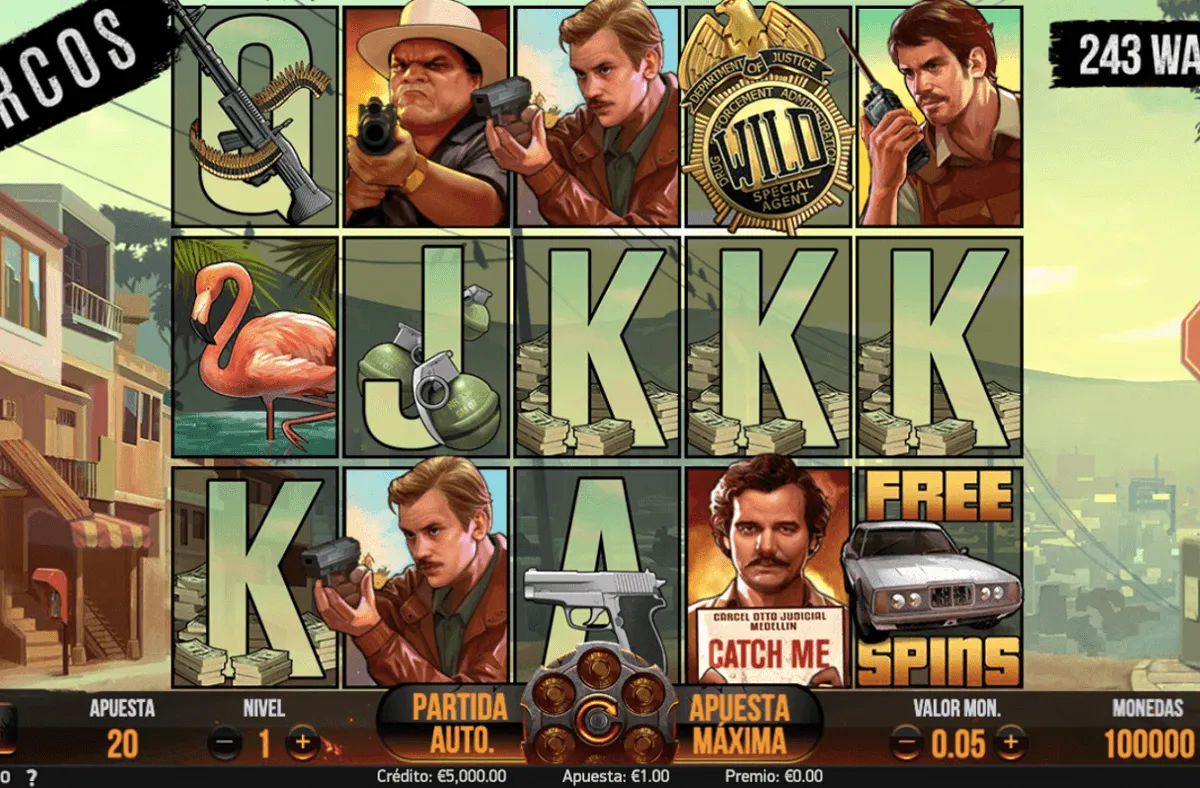 RCOS
243 WA
Q
DEPARTMENT OF JUSTICE
DRUG ENFORCEMENT ADMINISTRATION
WILD
SPECIAL
AGENT
J
K
K
K
K
A
CARCEL OTTO JUDICIAL
MEDELLIN
CATCH ME
FREE
SPINS
APUESTA
20
NIVEL
1
PARTIDA
AUTO.
APUESTA
MÁXIMA
VALOR MON.
0.05
MONEDAS
100000
O ?
Crédito: €5,000.00
Apuesta: €1.00
Premio: €0.00